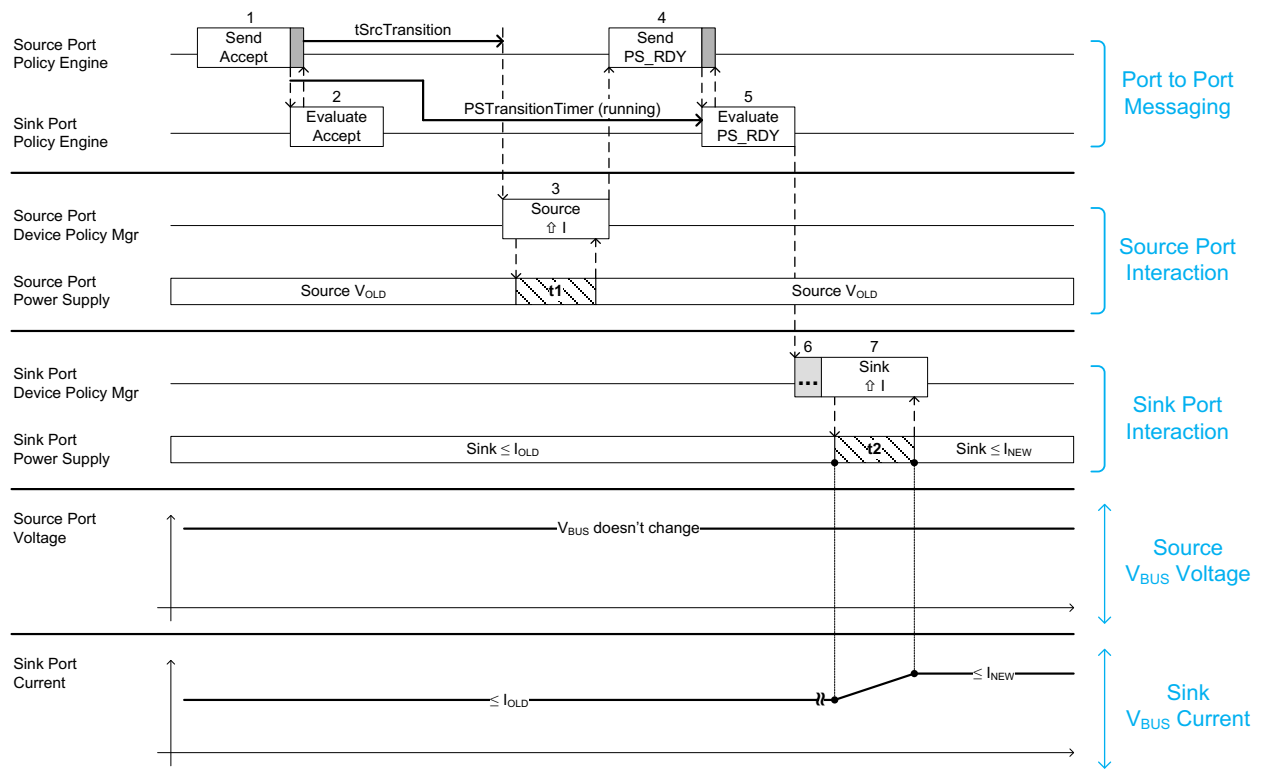 1
4
Source Port
Policy Engine
Send
Accept
tSrcTransition
Send
PS_RDY
Port to Port
Messaging
2
5
Sink Port
Policy Engine
Evaluate
Accept
PSTransitionTimer (running)
Evaluate
PS_RDY
3
Source Port
Device Policy Mgr
Source
⇧ I
Source Port
Interaction
Source Port
Power Supply
Source VOLD
t1
Source VOLD
6
7
Sink Port
Device Policy Mgr
...
Sink
⇧ I
Sink Port
Interaction
Sink Port
Power Supply
Sink ≤ IOLD
t2
Sink ≤ INEW
Source Port
Voltage
VBUS doesn't change
Source
VBUS Voltage
Sink Port
Current
≤ IOLD
≤ INEW
Sink
VBUS Current